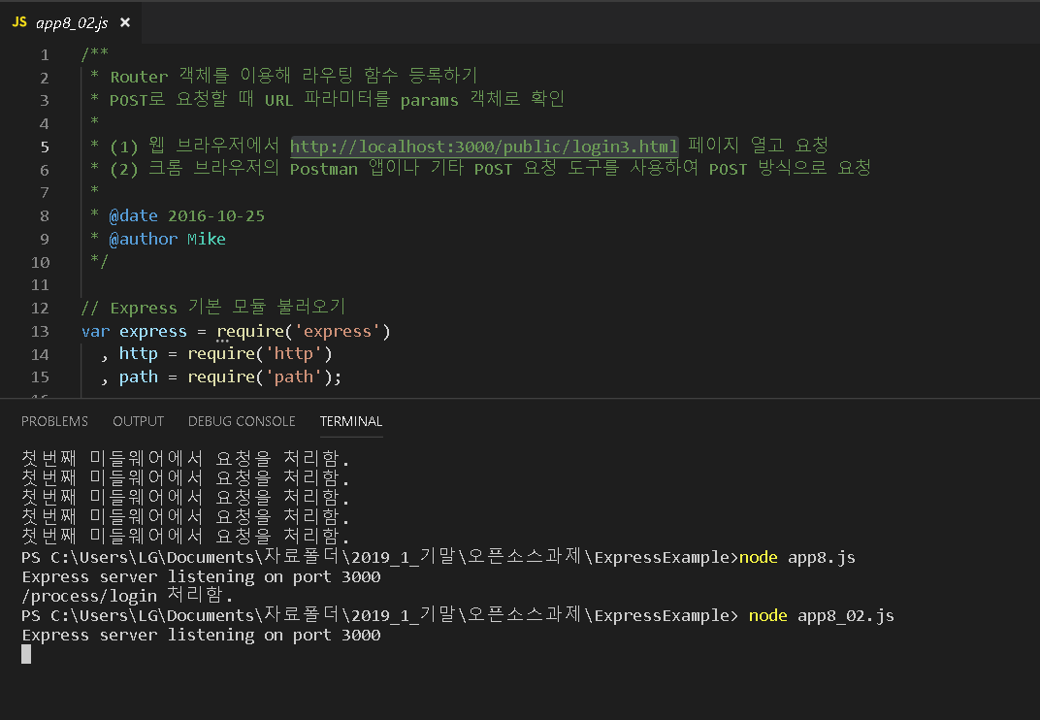 JS app8_02.js ×
1 /**
2 * Router 객체를 이용해 라우팅 함수 등록하기
3 * POST로 요청할 때 URL 파라미터를 params 객체로 확인
4 *
5 * (1) 웹 브라우저에서 http://localhost:3000/public/login3.html 페이지 열고 요청
6 * (2) 크롬 브라우저의 Postman 앱이나 기타 POST 요청 도구를 사용하여 POST 방식으로 요청
7 *
8 * @date 2016-10-25
9 * @author Mike
10 */
11
12 // Express 기본 모듈 불러오기
13 var express = require('express')
14 , http = require('http')
15 , path = require('path');
PROBLEMS OUTPUT DEBUG CONSOLE TERMINAL
첫번째 미들웨어에서 요청을 처리함.
첫번째 미들웨어에서 요청을 처리함.
첫번째 미들웨어에서 요청을 처리함.
첫번째 미들웨어에서 요청을 처리함.
첫번째 미들웨어에서 요청을 처리함.
PS C:\Users\LG\Documents\자료폴더\2019_1_기말\오픈소스과제\ExpressExample>node app8.js
Express server listening on port 3000
/process/login 처리함.
PS C:\Users\LG\Documents\자료폴더\2019_1_기말\오픈소스과제\ExpressExample> node app8_02.js
Express server listening on port 3000